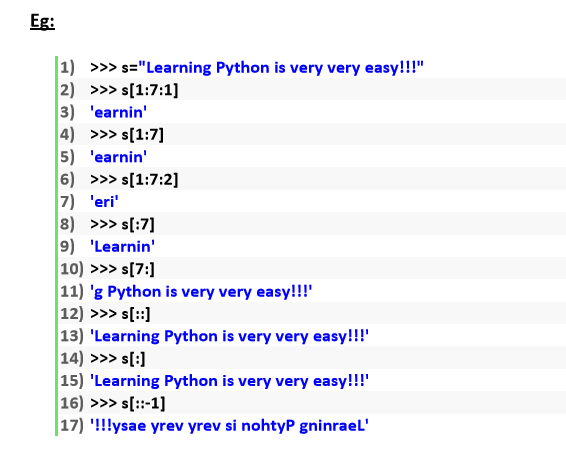 Eg:
1) >>> s="Learning Python is very very easy!!!"
2) >>> s[1:7:1]
3) 'earnin'
4) >>> s[1:7]
5) 'earnin'
6) >>> s[1:7:2]
7) 'eri'
8) >>> s[:7]
9) 'Learnin'
10) >>> s[7:]
11) 'g Python is very very easy!!!'
12) >>> s[::]
13) 'Learning Python is very very easy!!!'
14) >>> s[:]
15) 'Learning Python is very very easy!!!'
16) >>> s[::-1]
17) '!!!ysae yrev yrev si nohtyP gninraeL'